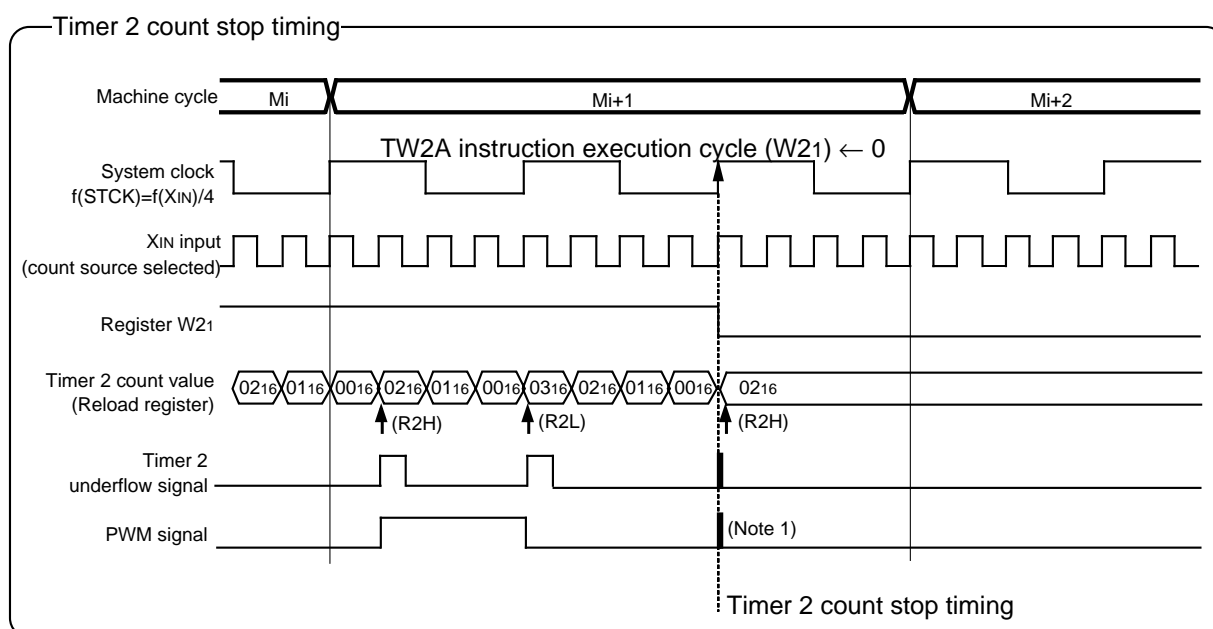 Timer 2 count stop timing
Machine cycle Mi Mi+1 Mi+2
TW2A instruction execution cycle (W21) ← 0
System clock
f(STCK)=f(XIN)/4
XIN input
(count source selected)
Register W21
Timer 2 count value
(Reload register)
0216 0116 0016 0216 0116 0016 0316 0216 0116 0016 0216
(R2H) (R2L) (R2H)
Timer 2
underflow signal
PWM signal (Note 1)
Timer 2 count stop timing